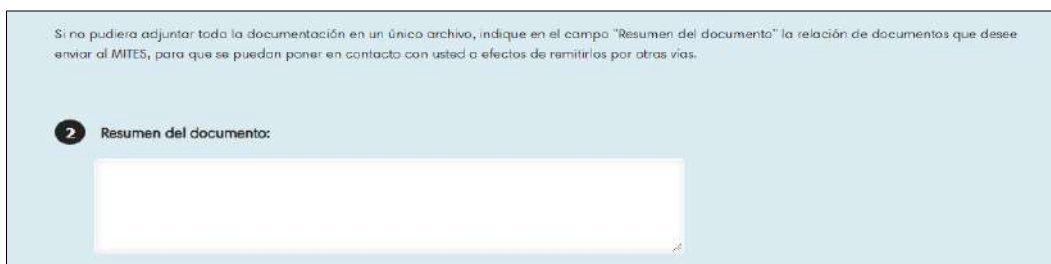 Si no pudiera adjuntar toda la documentación en un único archivo, indique en el campo "Resumen del documento" la relación de documentos que desee
enviar al MITES, para que se puedan poner en contacto con usted a efectos de remitirlos por otras vías.
2 Resumen del documento: